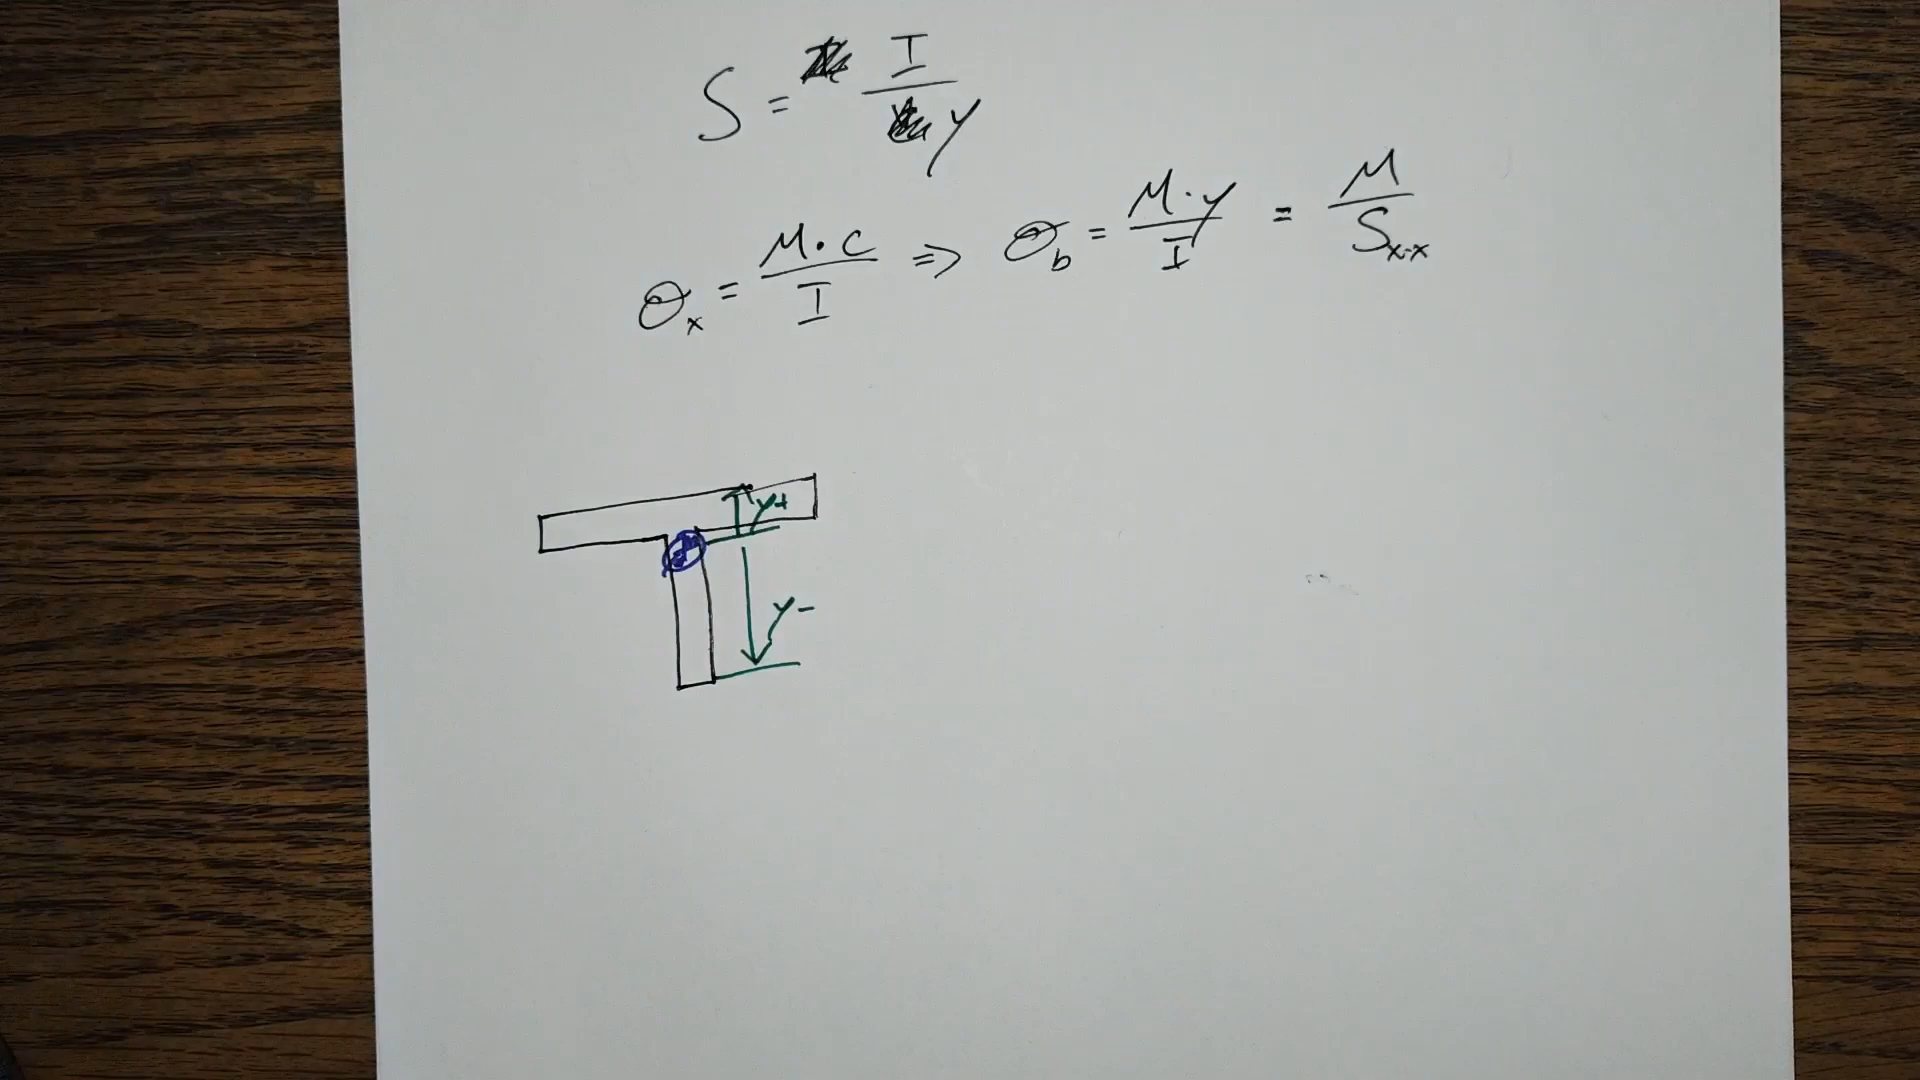 S = I / y
σx = M·C / I ⇒ σb = M·y / I = M / Sx-x
y+
y-